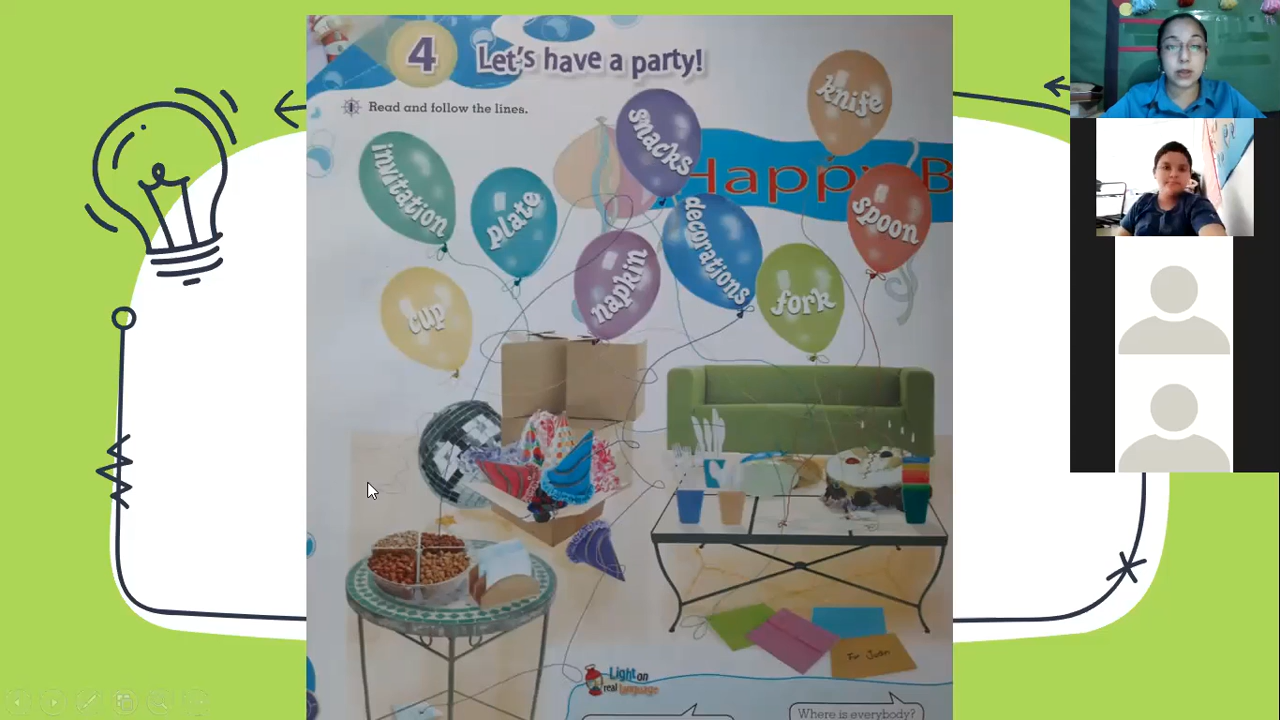 4 Let's have a party!
Read and follow the lines.
knife
snacks
invitation
plate
decorations
spoon
napkin
fork
cup
Happy B
For Juan
Light on
real language
Where is everybody?